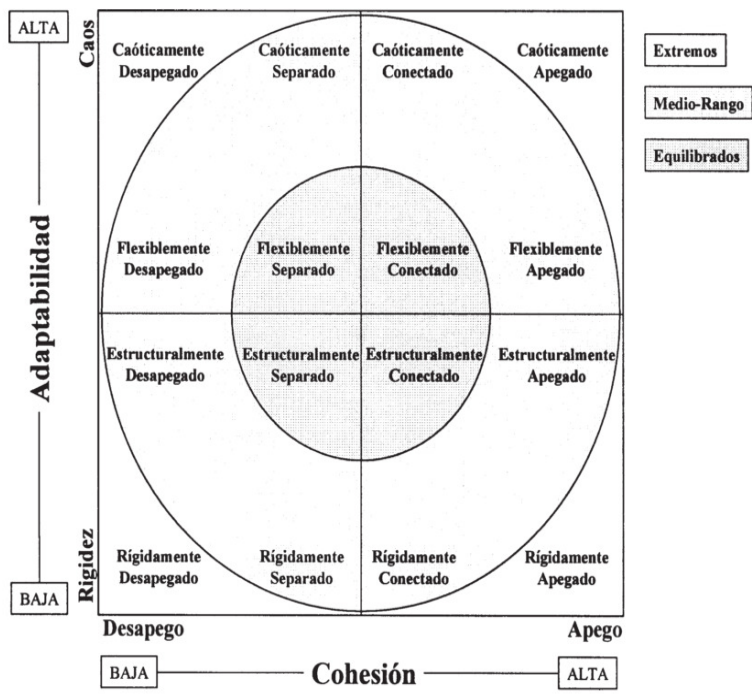 ALTA
Caos
Caóticamente Desapegado
Caóticamente Separado
Caóticamente Conectado
Caóticamente Apegado
Extremos
Medio-Rango
Equilibrados
Adaptabilidad
Flexiblemente Desapegado
Flexiblemente Separado
Flexiblemente Conectado
Flexiblemente Apegado
Estructuralmente Desapegado
Estructuralmente Separado
Estructuralmente Conectado
Estructuralmente Apegado
Rígidamente Desapegado
Rígidamente Separado
Rígidamente Conectado
Rígidamente Apegado
Rigidez
BAJA
Desapego
Apego
BAJA
Cohesión
ALTA